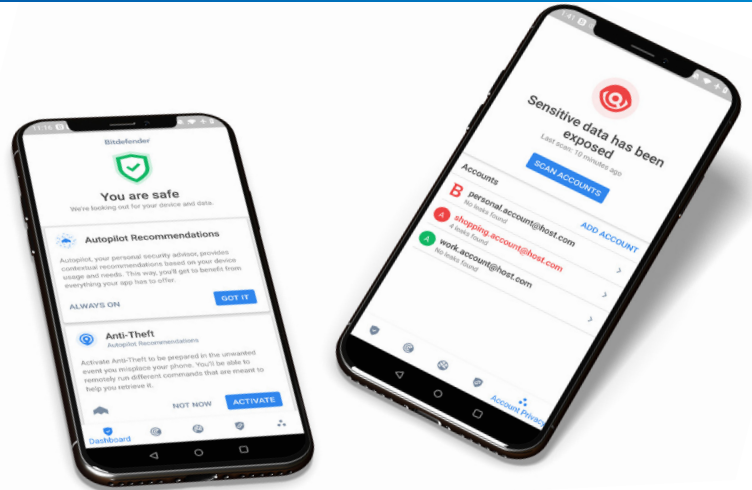 11:16
Bitdefender
You are safe
We're looking out for your device and data.
Autopilot Recommendations
Autopilot, your personal security advisor, provides
contextual recommendations based on your device
usage and needs. This way, you'll get to benefit from
everything your app has to offer.
ALWAYS ON
GOT IT
Anti-Theft
Autopilot Recommendations
Activate Anti-Theft to be prepared in the unwanted
event you misplace your phone. You'll be able to
remotely run different commands that are meant to
help you retrieve it.
NOT NOW
ACTIVATE
Dashboard
1:41
Sensitive data has been
exposed
Last scan: 10 minutes ago
SCAN ACCOUNTS
Accounts
ADD ACCOUNT
B
personal.account@host.com
No leaks found
A
shopping.account@host.com
4 leaks found
A
work.account@host.com
No leaks found
Account Privacy